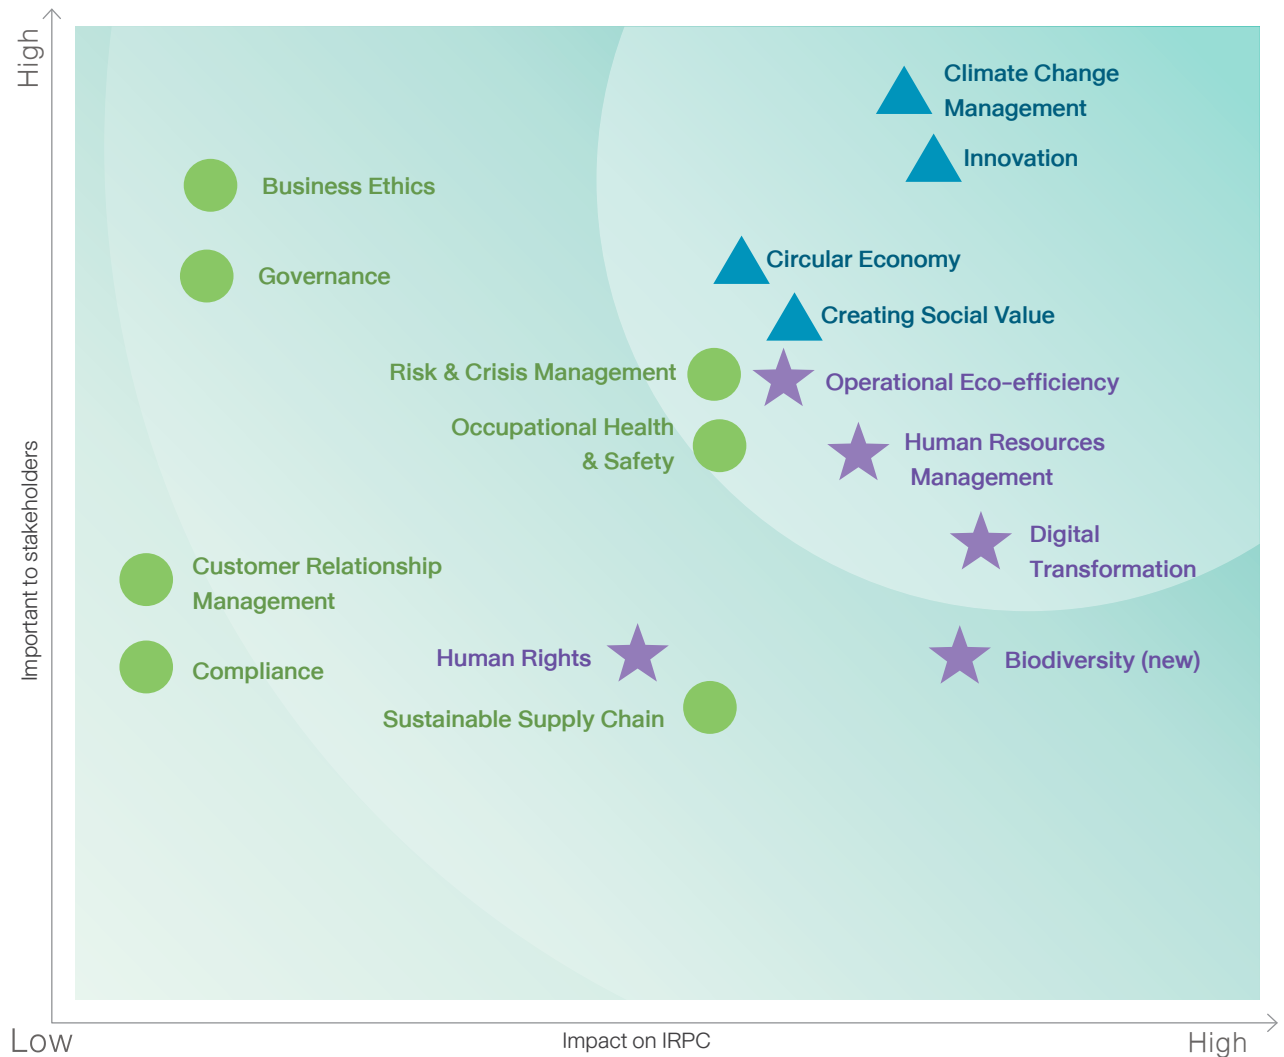 High
Climate Change
Management
Innovation
Business Ethics
Circular Economy
Governance
Creating Social Value
Risk & Crisis Management
Operational Eco-efficiency
Occupational Health
& Safety
Human Resources
Management
Digital
Transformation
Important to stakeholders
Customer Relationship
Management
Human Rights
Biodiversity (new)
Compliance
Sustainable Supply Chain
Low
Impact on IRPC
High